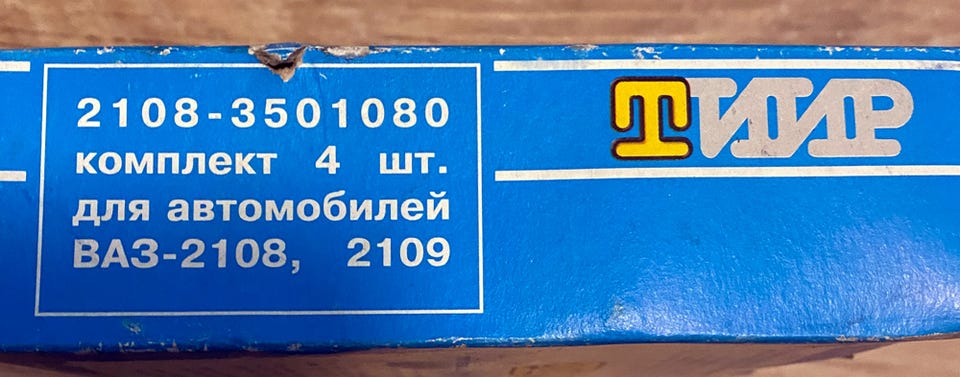 2108-3501080
комплект 4 шт.
для автомобилей
ВАЗ-2108, 2109
ТИИР